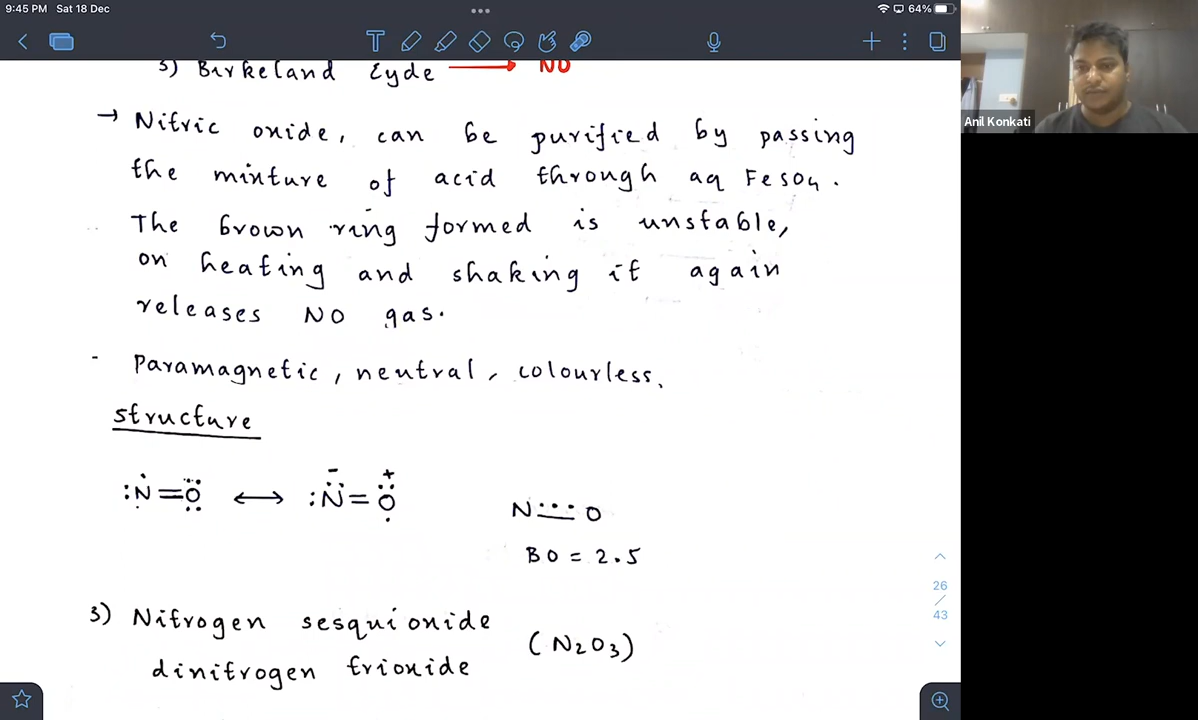 9:45 PM Sat 18 Dec
64%
3) Birkeland Eyde → NO
Anil Konkati
→ Nitric oxide, can be purified by passing
the mixture of acid through aq FeSO4.
The brown ring formed is unstable,
on heating and shaking it again
releases NO gas.
- Paramagnetic, neutral, colourless.
structure
:N=O ↔ :N=O
- +
N O
BO = 2.5
26
/
43
3) Nitrogen sesquioxide
(N2O3)
dinitrogen trioxide